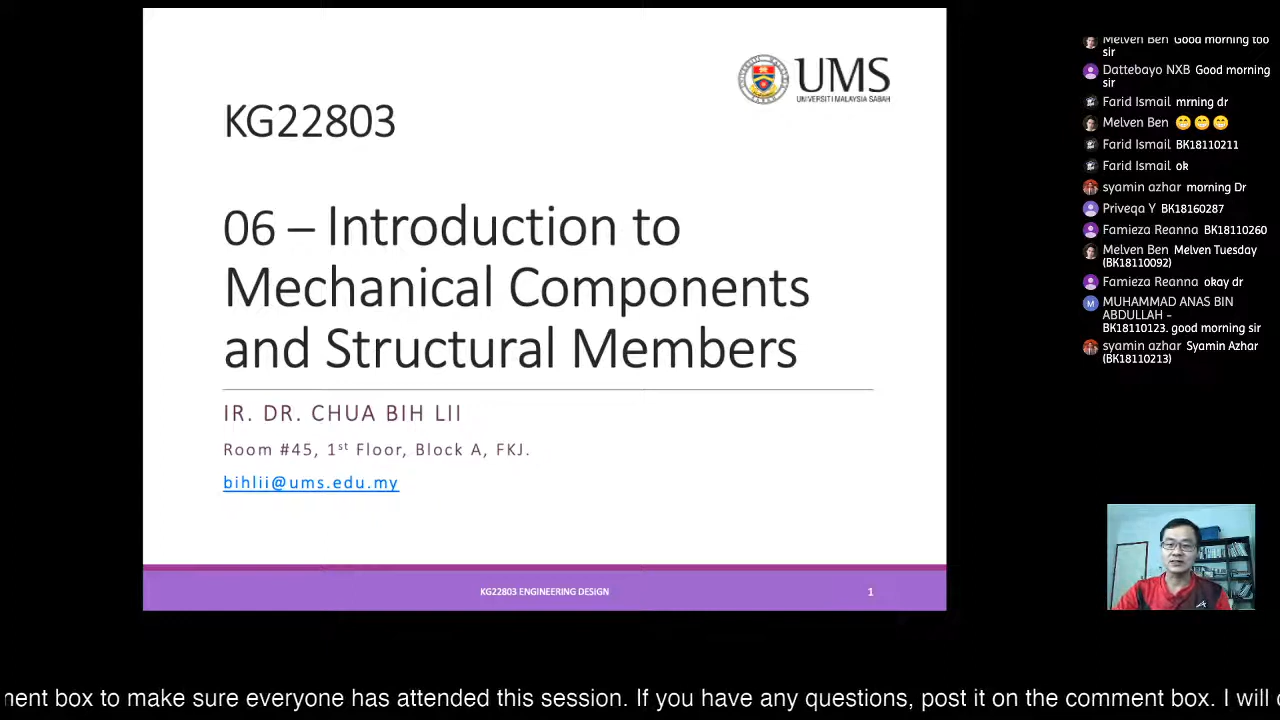 UMS
UNIVERSITI MALAYSIA SABAH
KG22803
06 – Introduction to
Mechanical Components
and Structural Members
IR. DR. CHUA BIH LII
Room #45, 1st Floor, Block A, FKJ.
bihlii@ums.edu.my
KG22803 ENGINEERING DESIGN
1
Melven Ben Good morning too
sir
Dattebayo NXB Good morning
sir
Farid Ismail mrning dr
Melven Ben 😁 😁 😁
Farid Ismail BK18110211
Farid Ismail ok
syamin azhar morning Dr
Priveqa Y BK18160287
Famieza Reanna BK18110260
Melven Ben Melven Tuesday
(BK18110092)
Famieza Reanna okay dr
M MUHAMMAD ANAS BIN
ABDULLAH -
BK18110123. good morning sir
syamin azhar Syamin Azhar
(BK18110213)
ment box to make sure everyone has attended this session. If you have any questions, post it on the comment box. I will